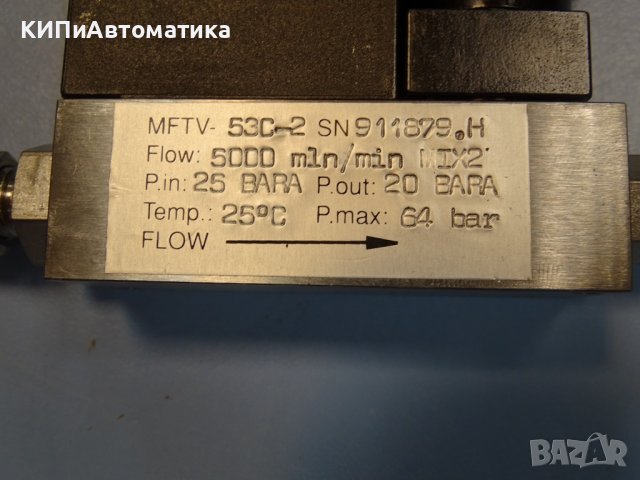 КИПиАвтоматика
MFTV- 53C-2 SN 911879.H
Flow: 5000 mln/min MIX2
P.in: 25 BARA P.out: 20 BARA
Temp.: 25ºC P.max: 64 bar
FLOW
BAZAR